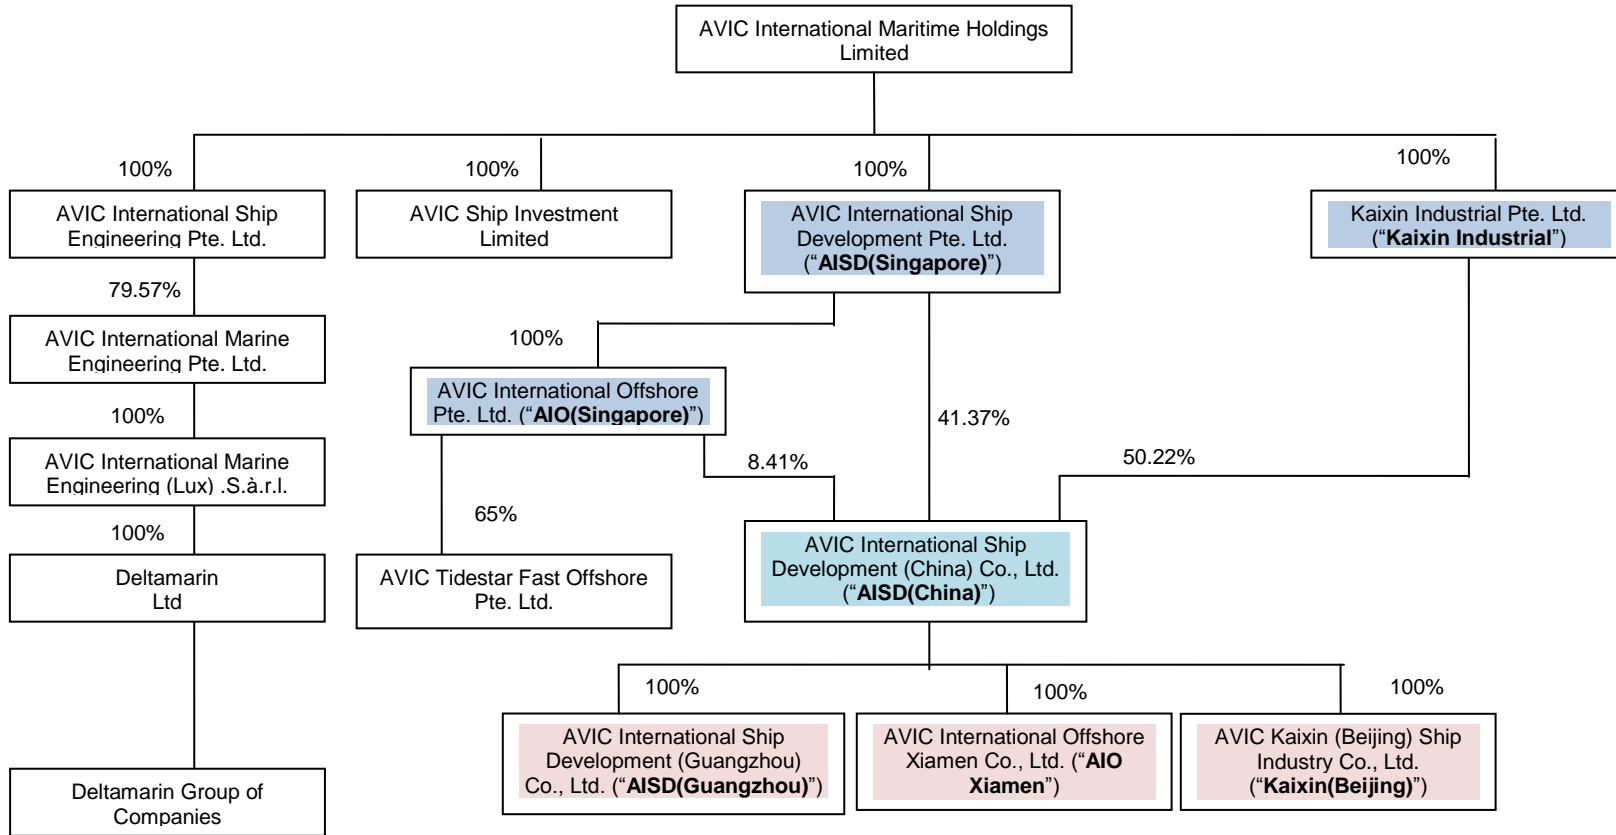 AVIC International Maritime Holdings
Limited
100%
100%
100%
100%
AVIC International Ship
Engineering Pte. Ltd.
AVIC Ship Investment
Limited
AVIC International Ship
Development Pte. Ltd.
(“AISD(Singapore)”)
Kaixin Industrial Pte. Ltd.
(“Kaixin Industrial”)
79.57%
AVIC International Marine
Engineering Pte. Ltd.
100%
AVIC International Offshore
Pte. Ltd. (“AIO(Singapore)”)
100%
41.37%
8.41%
50.22%
AVIC International Marine
Engineering (Lux) .S.à.r.l.
65%
100%
Deltamarin
Ltd
AVIC Tidestar Fast Offshore
Pte. Ltd.
AVIC International Ship
Development (China) Co., Ltd.
(“AISD(China)”)
100%
100%
100%
AVIC International Ship
Development (Guangzhou)
Co., Ltd. (“AISD(Guangzhou)”)
AVIC International Offshore
Xiamen Co., Ltd. (“AIO
Xiamen”)
AVIC Kaixin (Beijing) Ship
Industry Co., Ltd.
(“Kaixin(Beijing)”)
Deltamarin Group of
Companies